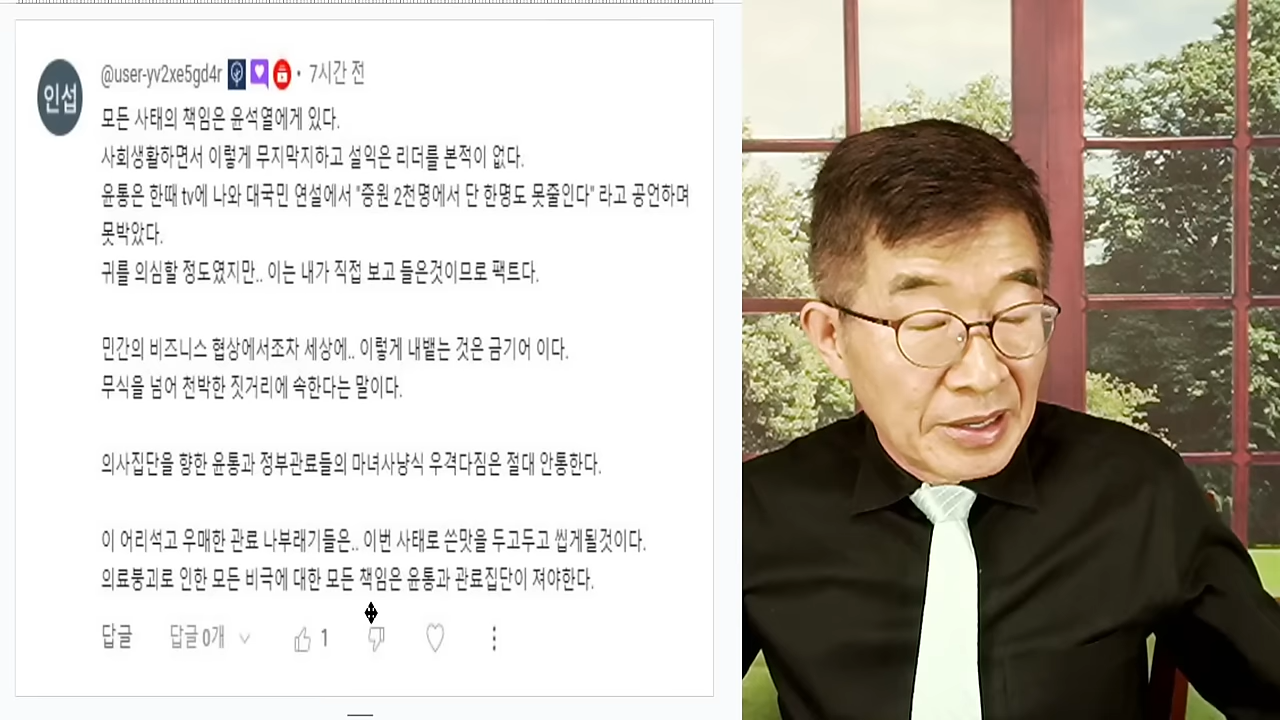 인섭
@user-yv2xe5gd4r · 7시간 전
모든 사태의 책임은 윤석열에게 있다.
사회생활하면서 이렇게 무지막지하고 설익은 리더를 본적이 없다.
윤통은 한때 tv에 나와 대국민 연설에서 "증원 2천명에서 단 한명도 못줄인다" 라고 공언하며
못박았다.
귀를 의심할 정도였지만.. 이는 내가 직접 보고 들은것이므로 팩트다.
민간의 비즈니스 협상에서조차 세상에.. 이렇게 내뱉는 것은 금기어 이다.
무식을 넘어 천박한 짓거리에 속한다는 말이다.
의사집단을 향한 윤통과 정부관료들의 마녀사냥식 우격다짐은 절대 안통한다.
이 어리석고 우매한 관료 나부래기들은.. 이번 사태로 쓴맛을 두고두고 씹게될것이다.
의료붕괴로 인한 모든 비극에 대한 모든 책임은 윤통과 관료집단이 져야한다.
답글 답글 0개 1